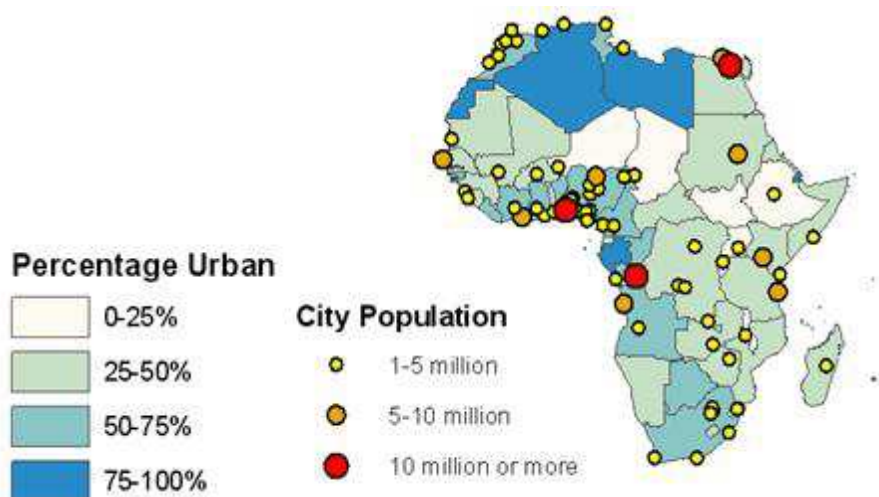 Percentage Urban
0-25%
25-50%
50-75%
75-100%
City Population
1-5 million
5-10 million
10 million or more